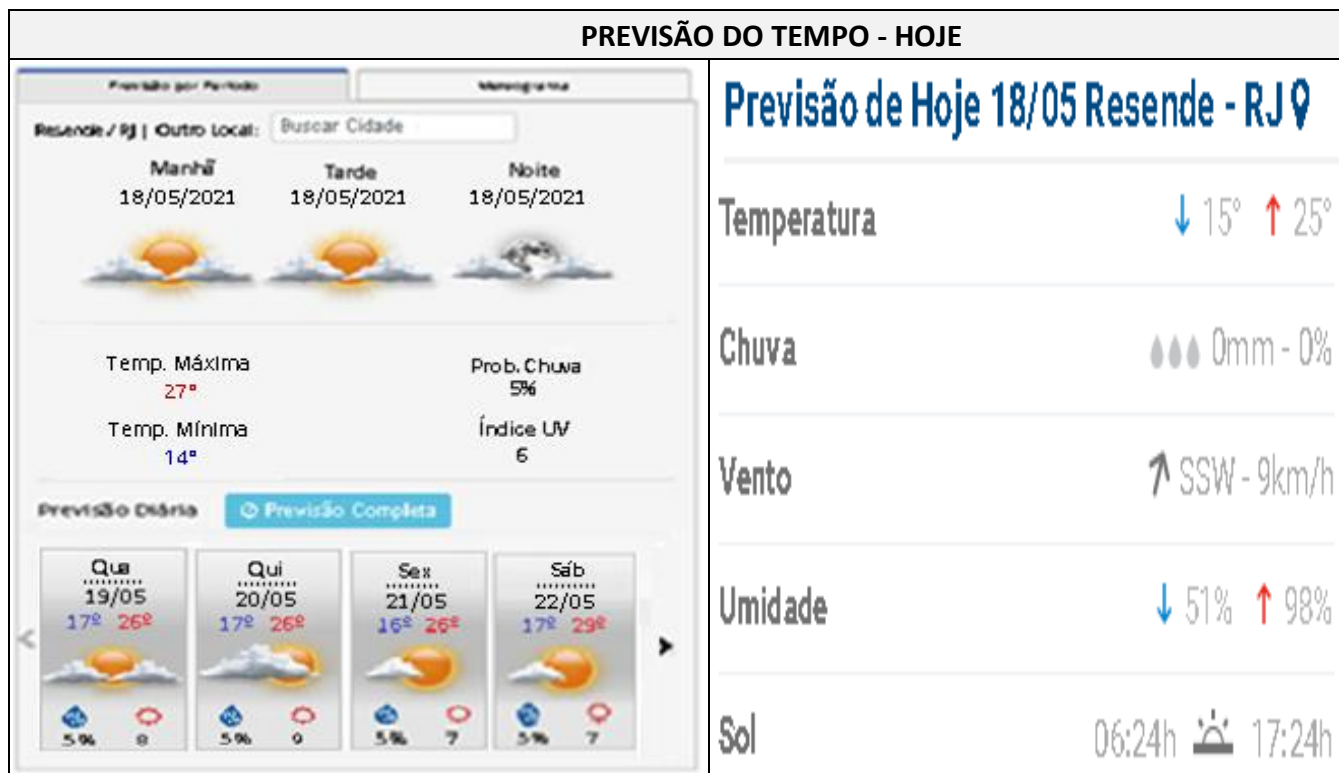 PREVISÃO DO TEMPO - HOJE
Previsão por Período
Meteograma
Resende / RJ | Outro Local: Buscar Cidade
Manhã Tarde Noite
18/05/2021 18/05/2021 18/05/2021
Temp. Máxima Prob. Chuva
27° 5%
Temp. Mínima Índice UV
14° 6
Previsão Diária Previsão Completa
Qua Qui Sex Sáb
19/05 20/05 21/05 22/05
17º 26º 17º 26º 16º 26º 17º 29º
5% 8 5% 5% 7 5% 7
Previsão de Hoje 18/05 Resende - RJ
Temperatura 15° 25°
Chuva 0mm - 0%
Vento SSW - 9km/h
Umidade 51% 98%
Sol 06:24h 17:24h